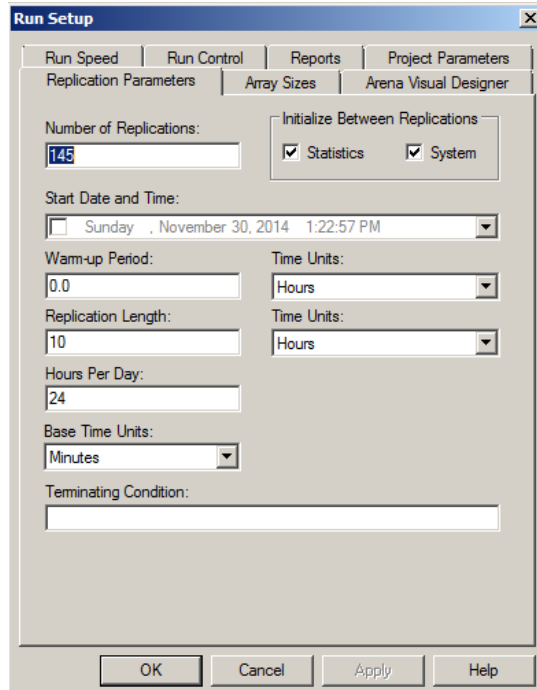 Run Setup
Run Speed Run Control Reports Project Parameters
Replication Parameters Array Sizes Arena Visual Designer
Number of Replications:
145
Initialize Between Replications
Statistics System
Start Date and Time:
Sunday , November 30, 2014 1:22:57 PM
Warm-up Period: Time Units:
0.0 Hours
Replication Length: Time Units:
10 Hours
Hours Per Day:
24
Base Time Units:
Minutes
Terminating Condition:
OK Cancel Apply Help